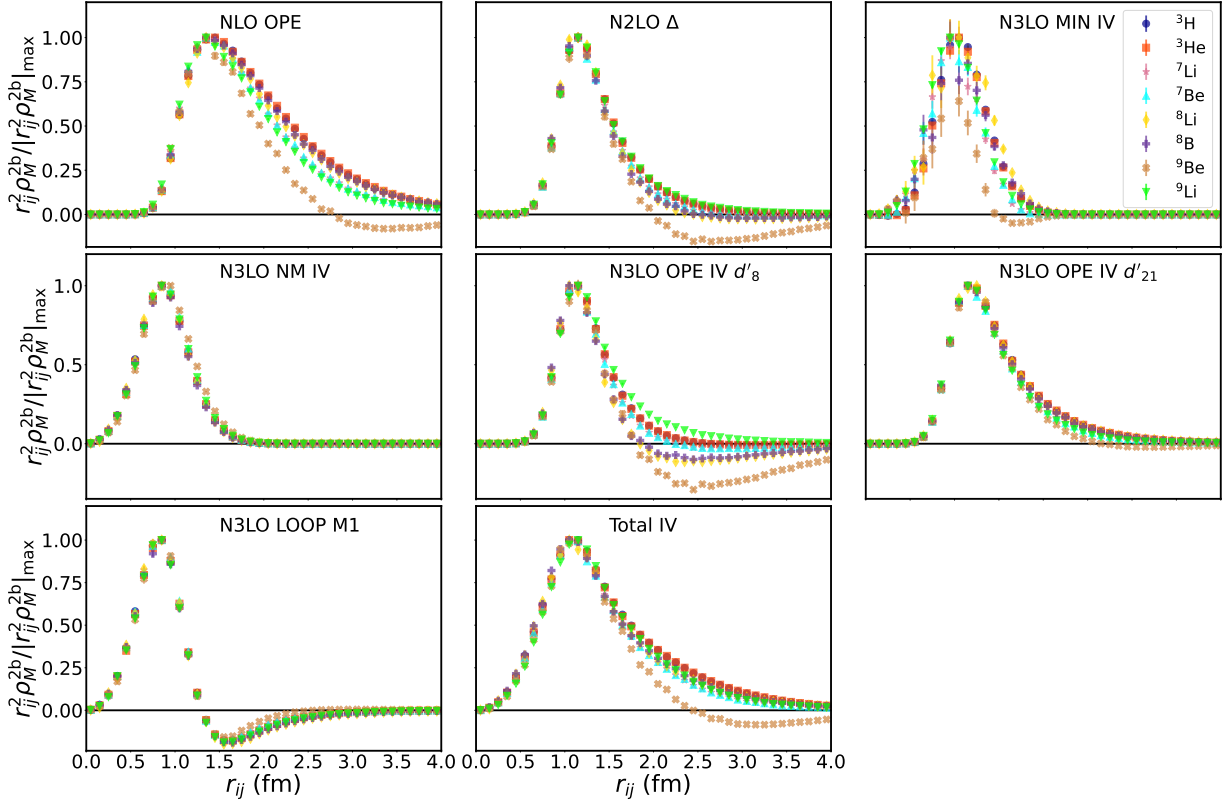 NLO OPE
N2LO Δ
N3LO MIN IV
³H
³He
⁷Li
⁷Be
⁸Li
⁸B
⁹Be
⁹Li
1.00
0.75
0.50
0.25
0.00
r²ᵢⱼρ²ᵇ_M/|r²ᵢⱼρ²ᵇ_M|max
N3LO NM IV
N3LO OPE IV d′₈
N3LO OPE IV d′₂₁
1.0
0.5
0.0
r²ᵢⱼρ²ᵇ_M/|r²ᵢⱼρ²ᵇ_M|max
N3LO LOOP M1
Total IV
1.00
0.75
0.50
0.25
0.00
r²ᵢⱼρ²ᵇ_M/|r²ᵢⱼρ²ᵇ_M|max
0.0 0.5 1.0 1.5 2.0 2.5 3.0 3.5 4.0
0.0 0.5 1.0 1.5 2.0 2.5 3.0 3.5 4.0
rᵢⱼ (fm)
rᵢⱼ (fm)